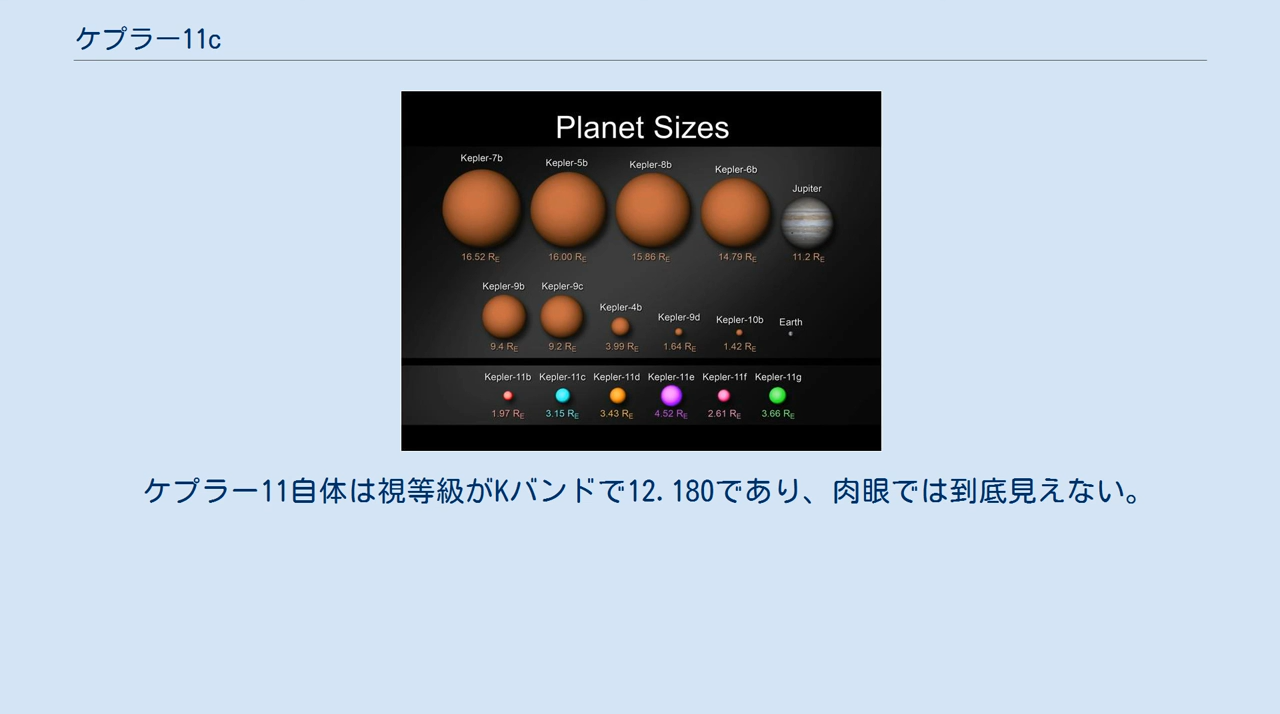 ケプラー11c
Planet Sizes
Kepler-7b Kepler-5b Kepler-8b Kepler-6b Jupiter
16.52 RE 16.00 RE 15.86 RE 14.79 RE 11.2 RE
Kepler-9b Kepler-9c Kepler-4b Kepler-9d Kepler-10b Earth
9.4 RE 9.2 RE 3.99 RE 1.64 RE 1.42 RE
Kepler-11b Kepler-11c Kepler-11d Kepler-11e Kepler-11f Kepler-11g
1.97 RE 3.15 RE 3.43 RE 4.52 RE 2.61 RE 3.66 RE
ケプラー11自体は視等級がKバンドで12.180であり、肉眼では到底見えない。